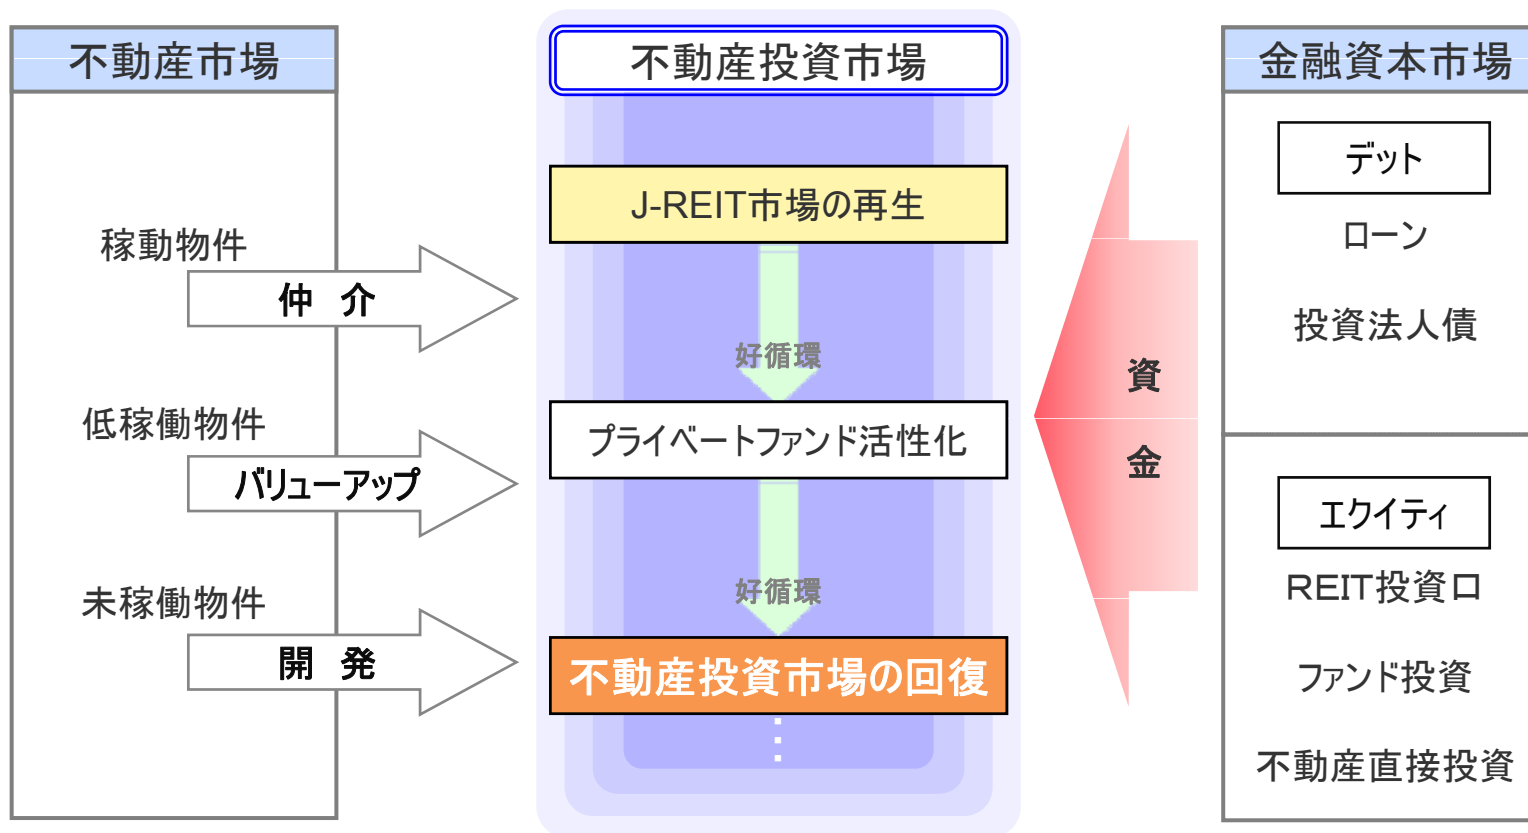 不動産市場
稼動物件
仲 介
低稼働物件
バリューアップ
未稼働物件
開 発
不動産投資市場
J-REIT市場の再生
好循環
プライベートファンド活性化
好循環
不動産投資市場の回復
資
金
金融資本市場
デット
ローン
投資法人債
エクイティ
REIT投資口
ファンド投資
不動産直接投資